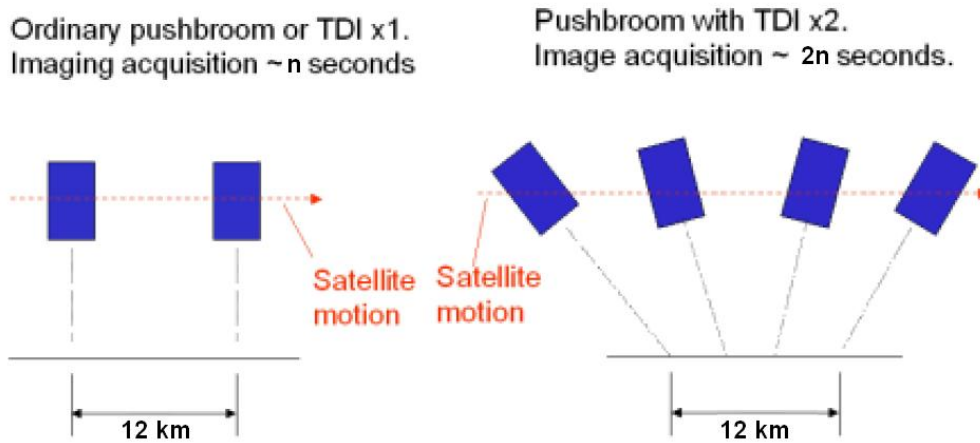 Ordinary pushbroom or TDI x1.
Imaging acquisition ~ n seconds
Pushbroom with TDI x2.
Image acquisition ~ 2n seconds.
Satellite
motion
Satellite
motion
12 km
12 km